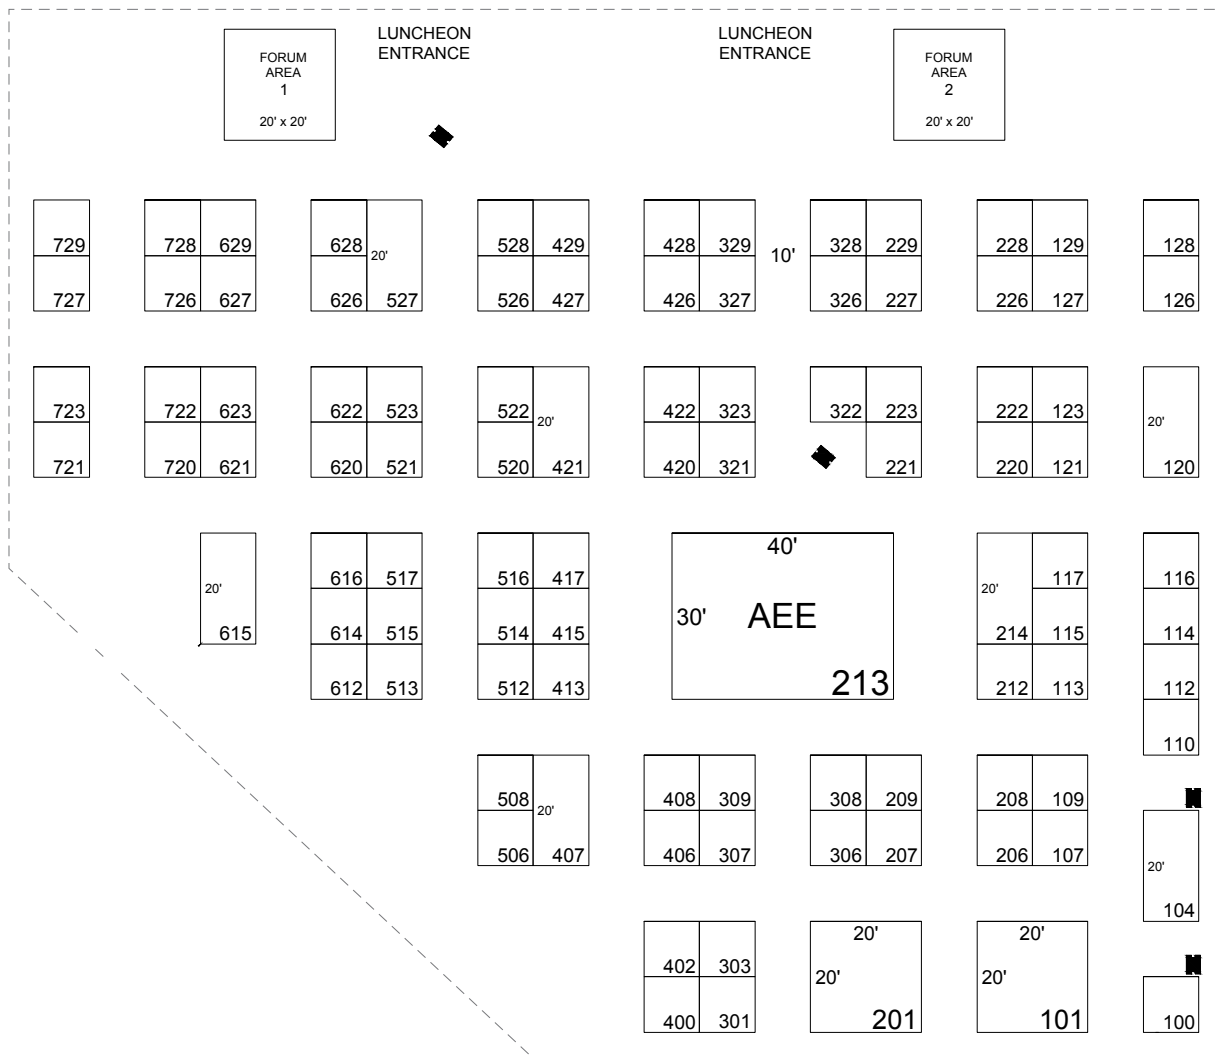 LUNCHEON
ENTRANCE
LUNCHEON
ENTRANCE
FORUM
AREA
1
20' x 20'
FORUM
AREA
2
20' x 20'
729 728 629 628 528 429 428 329 328 229 228 129 128
20' 10'
727 726 627 626 527 526 427 426 327 326 227 226 127 126
723 722 623 622 523 522 422 323 322 223 222 123
20' 20'
721 720 621 620 521 520 421 420 321 221 220 121 120
40'
616 517 516 417 117 116
20' 30' AEE 20'
615 614 515 514 415 214 115 114
612 513 512 413 213 212 113 112
110
508 408 309 308 209 208 109
20'
506 407 406 307 306 207 206 107
20'
104
20' 20'
402 303 20' 20'
400 301 201 101 100